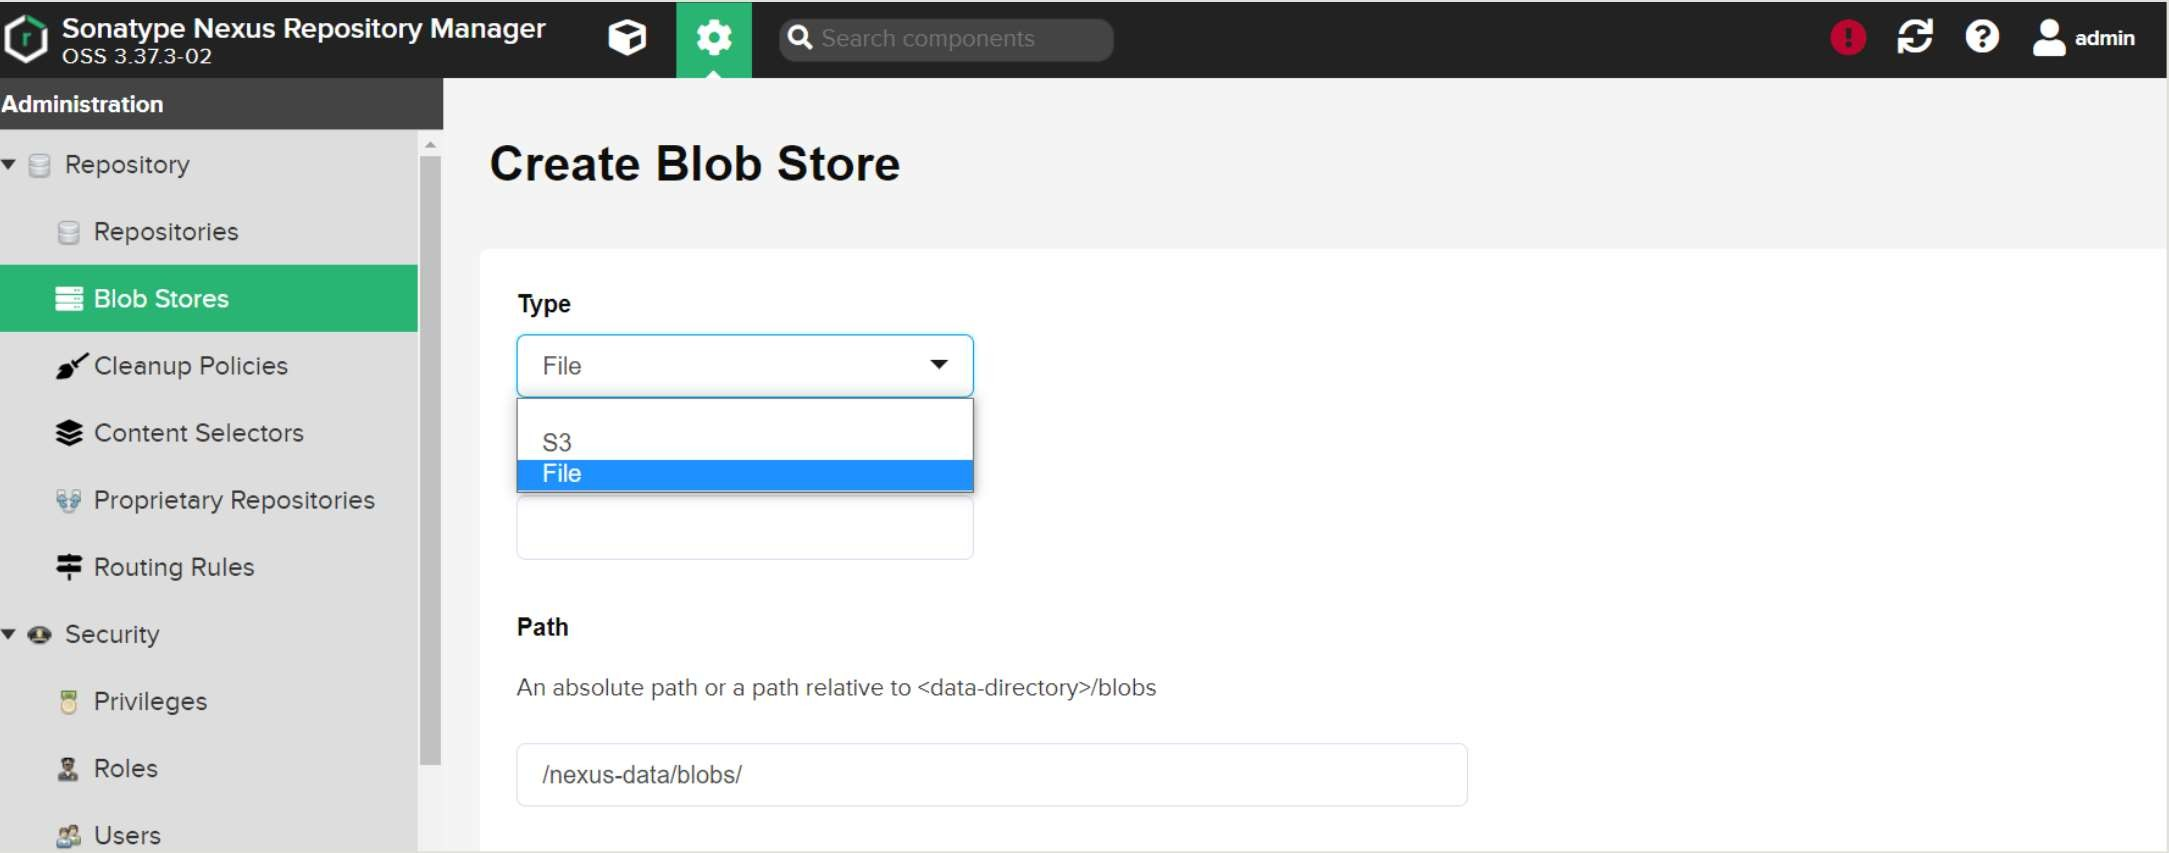 Sonatype Nexus Repository Manager
OSS 3.37.3-02
Search components
admin
Administration
Repository
Repositories
Blob Stores
Cleanup Policies
Content Selectors
Proprietary Repositories
Routing Rules
Security
Privileges
Roles
Users
Create Blob Store
Type
File
S3
File
Path
An absolute path or a path relative to <data-directory>/blobs
/nexus-data/blobs/